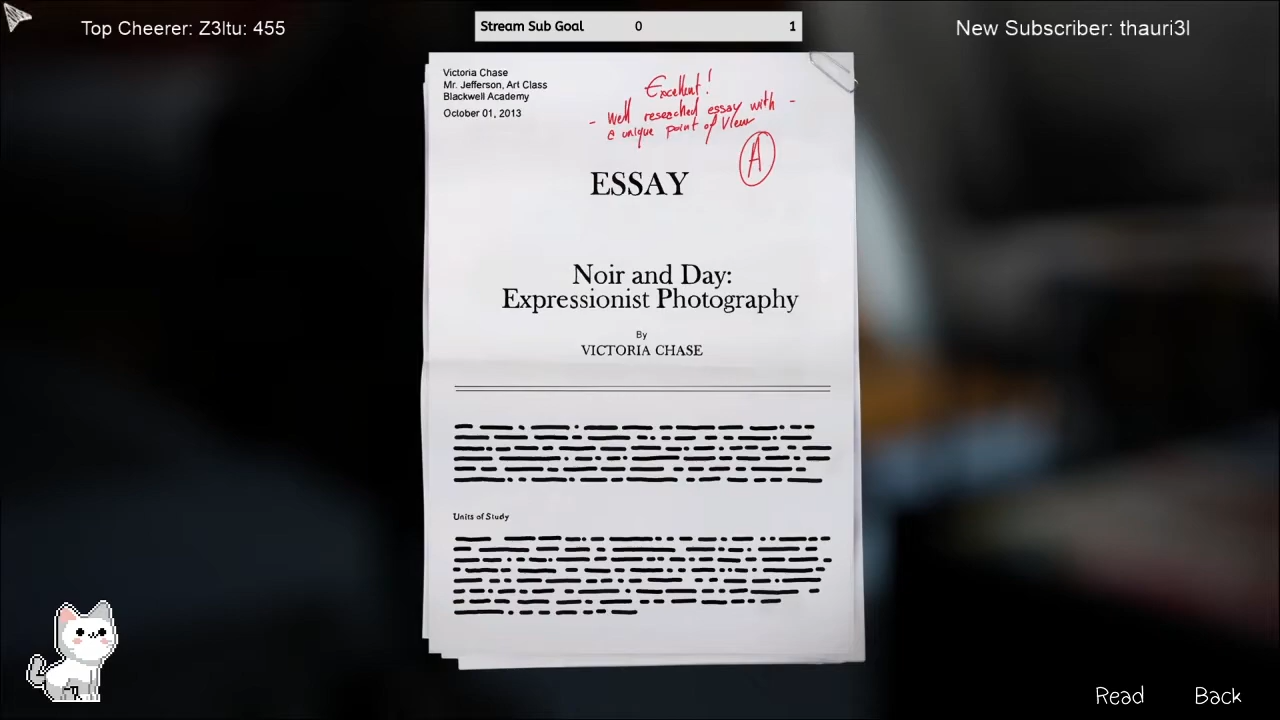 Top Cheerer: Z3ltu: 455
Stream Sub Goal 0 1
New Subscriber: thauri3l
Victoria Chase
Mr. Jefferson, Art Class
Blackwell Academy
October 01, 2013
Excellent!
- Well reseached essay with -
a unique point of View
A
ESSAY
Noir and Day:
Expressionist Photography
By
VICTORIA CHASE
Units of Study
Read Back